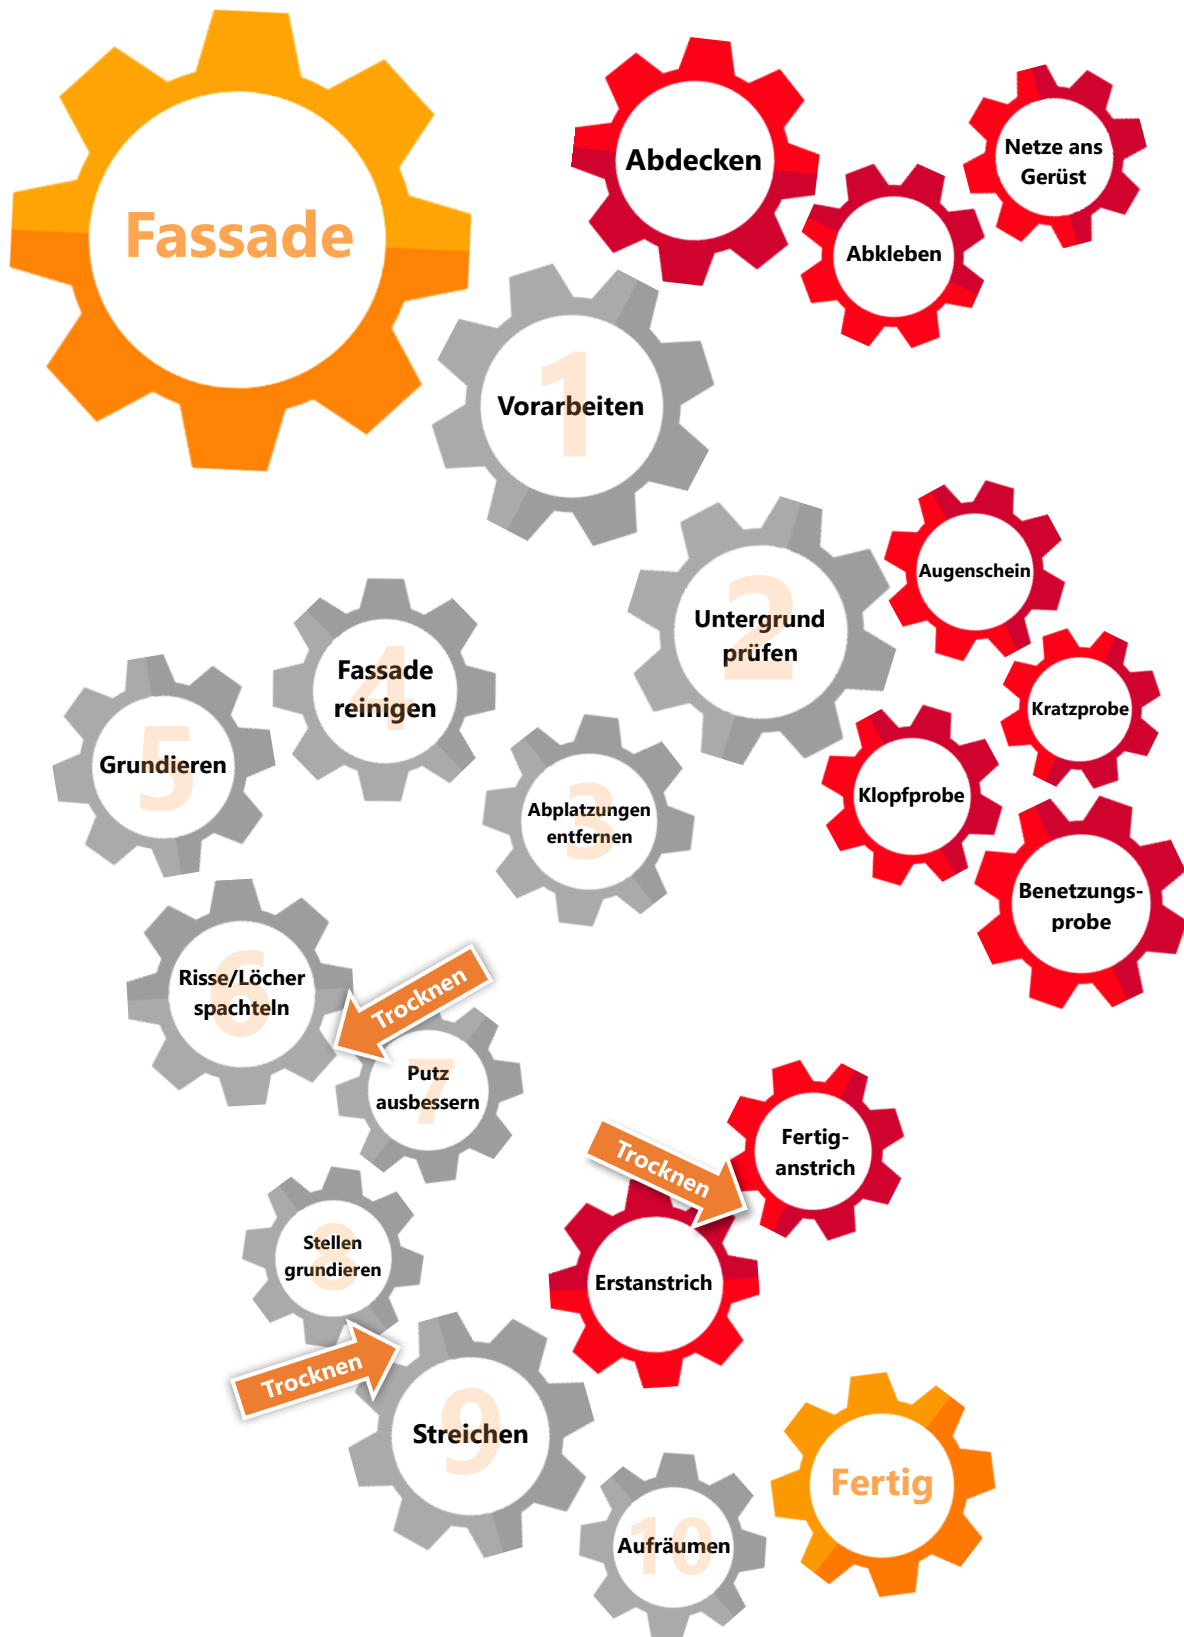 Fassade
Abdecken
Abkleben
Netze ans
Gerüst
1
Vorarbeiten
2
Untergrund
prüfen
Augenschein
Kratzprobe
Klopfprobe
Benetzungs-
probe
3
Abplatzungen
entfernen
4
Fassade
reinigen
5
Grundieren
6
Risse/Löcher
spachteln
Trocknen
7
Putz
ausbessern
8
Stellen
grundieren
Trocknen
9
Streichen
Erstanstrich
Trocknen
Fertig-
anstrich
10
Aufräumen
Fertig